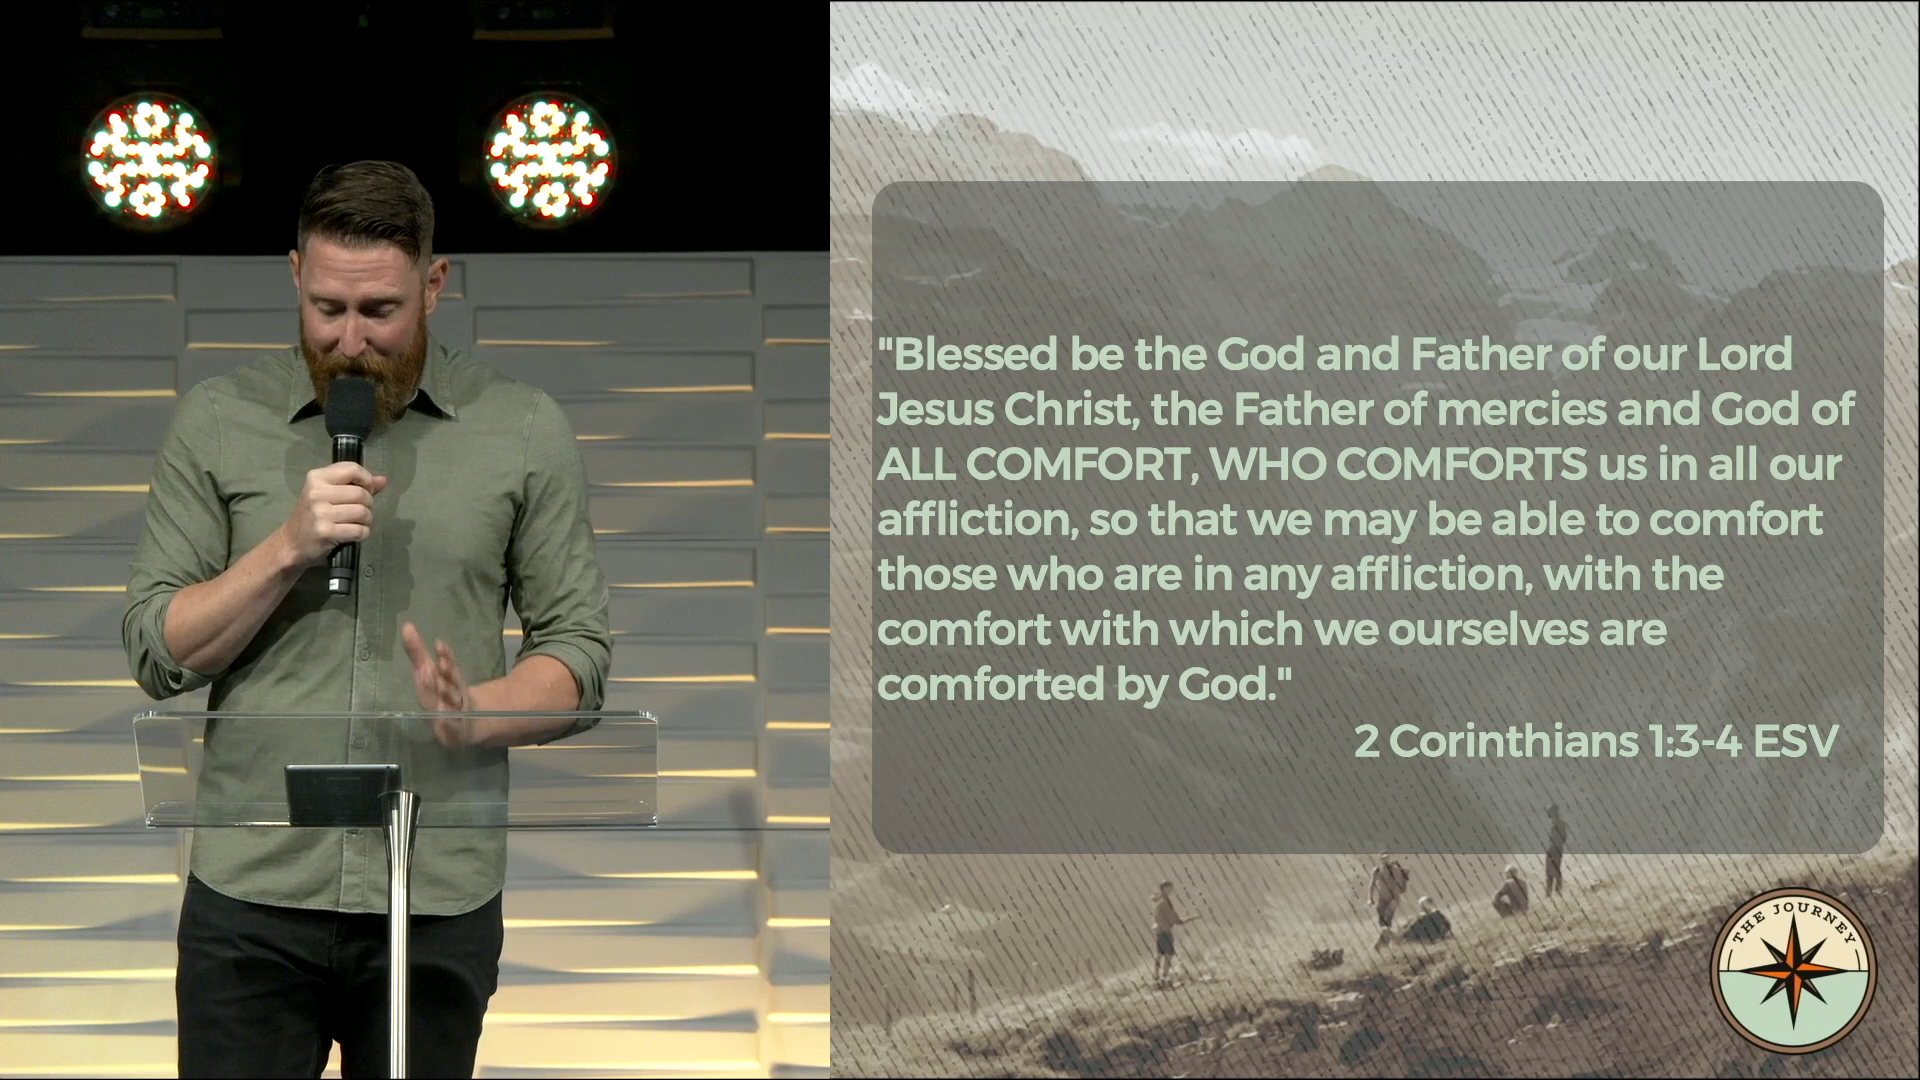 "Blessed be the God and Father of our Lord
Jesus Christ, the Father of mercies and God of
ALL COMFORT, WHO COMFORTS us in all our
affliction, so that we may be able to comfort
those who are in any affliction, with the
comfort with which we ourselves are
comforted by God."
2 Corinthians 1:3-4 ESV
THE JOURNEY